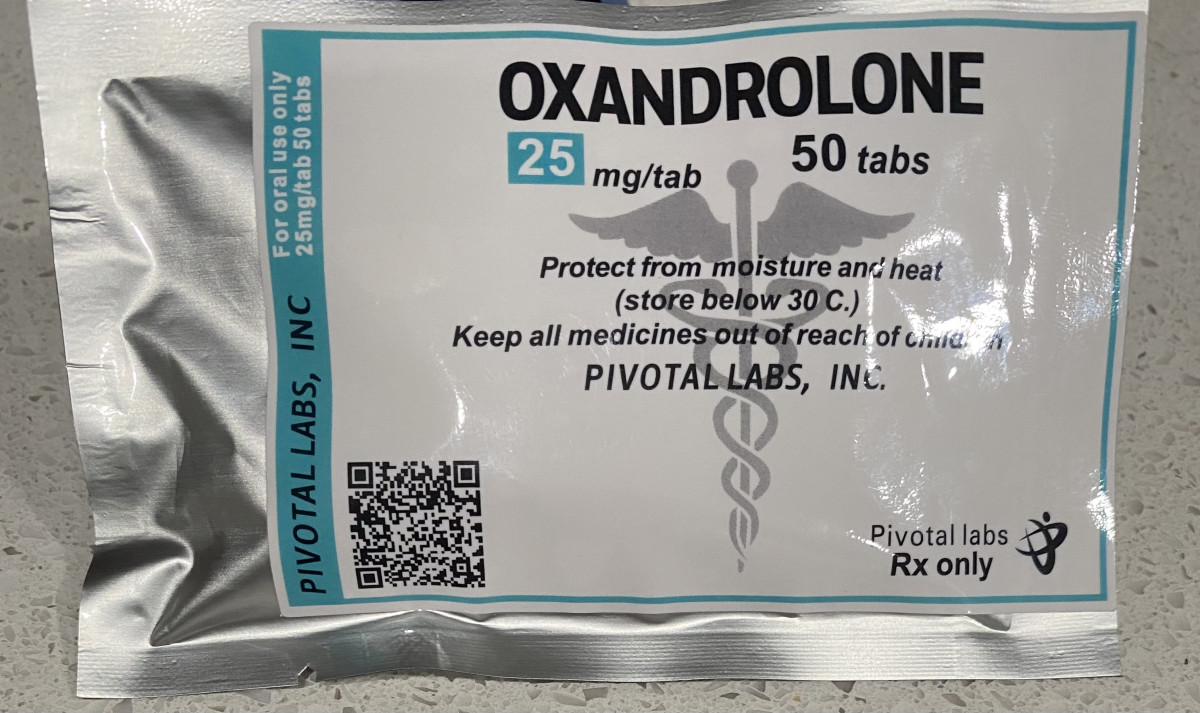 OXANDROLONE
25 mg/tab 50 tabs
Protect from moisture and heat
(store below 30 C.)
Keep all medicines out of reach of children
PIVOTAL LABS, INC.
Pivotal labs
Rx only
For oral use only
25mg/tab 50 tabs
PIVOTAL LABS, INC